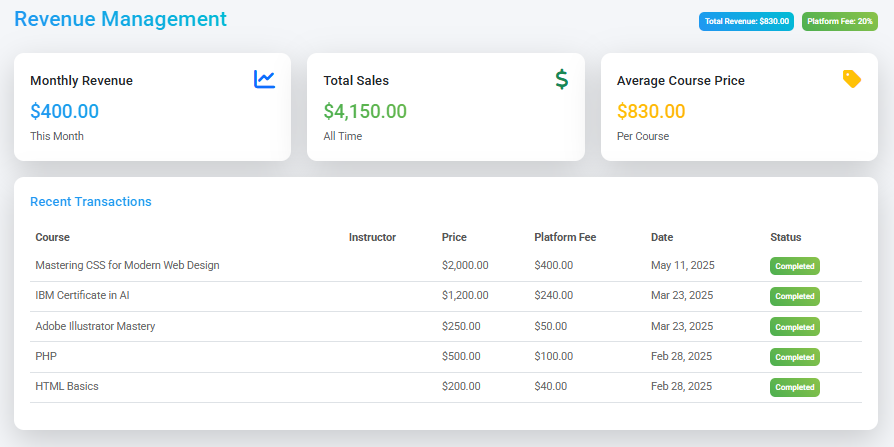 Revenue Management
Total Revenue: $830.00 Platform Fee: 20%
Monthly Revenue
$400.00
This Month
Total Sales
$4,150.00
All Time
Average Course Price
$830.00
Per Course
Recent Transactions
Course Instructor Price Platform Fee Date Status
Mastering CSS for Modern Web Design $2,000.00 $400.00 May 11, 2025 Completed
IBM Certificate in AI $1,200.00 $240.00 Mar 23, 2025 Completed
Adobe Illustrator Mastery $250.00 $50.00 Mar 23, 2025 Completed
PHP $500.00 $100.00 Feb 28, 2025 Completed
HTML Basics $200.00 $40.00 Feb 28, 2025 Completed